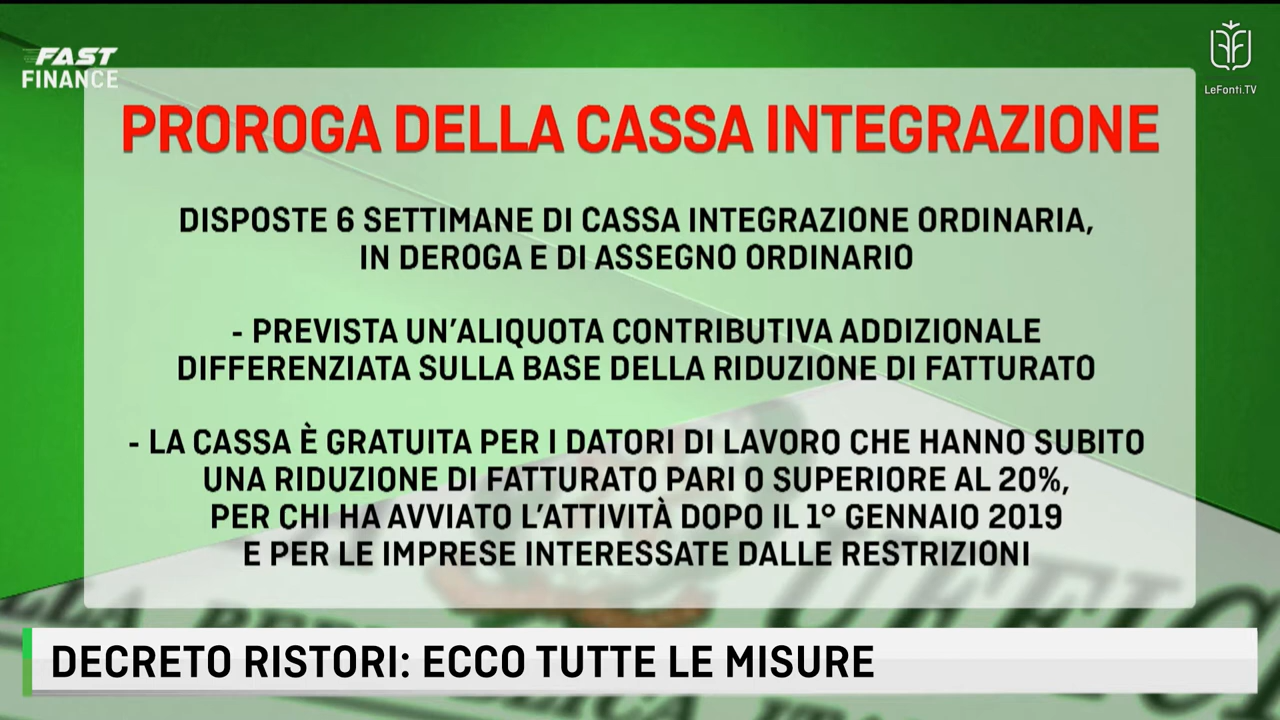 FAST
FINANCE
LeFonti.TV
PROROGA DELLA CASSA INTEGRAZIONE
DISPOSTE 6 SETTIMANE DI CASSA INTEGRAZIONE ORDINARIA,
IN DEROGA E DI ASSEGNO ORDINARIO
- PREVISTA UN'ALIQUOTA CONTRIBUTIVA ADDIZIONALE
DIFFERENZIATA SULLA BASE DELLA RIDUZIONE DI FATTURATO
- LA CASSA È GRATUITA PER I DATORI DI LAVORO CHE HANNO SUBITO
UNA RIDUZIONE DI FATTURATO PARI O SUPERIORE AL 20%,
PER CHI HA AVVIATO L'ATTIVITÀ DOPO IL 1° GENNAIO 2019
E PER LE IMPRESE INTERESSATE DALLE RESTRIZIONI
DECRETO RISTORI: ECCO TUTTE LE MISURE